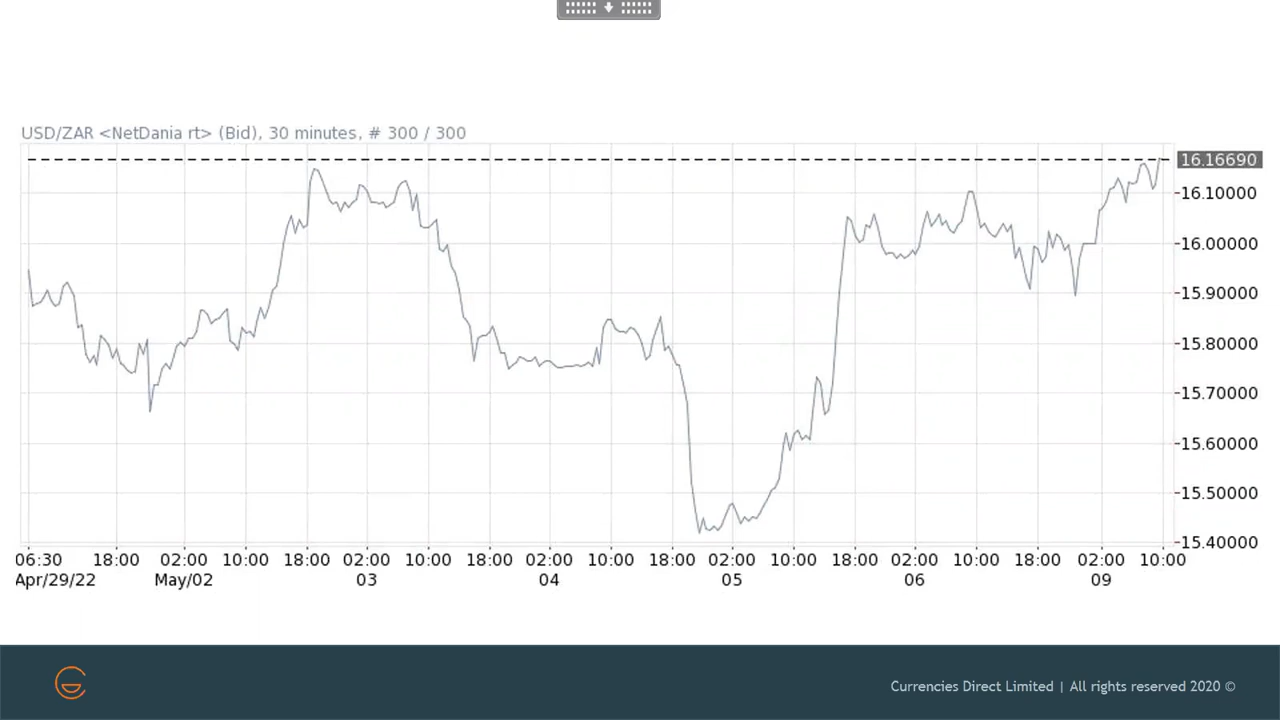 USD/ZAR <NetDania rt> (Bid), 30 minutes, # 300 / 300
16.16690
16.10000
16.00000
15.90000
15.80000
15.70000
15.60000
15.50000
15.40000
06:30 18:00 02:00 10:00 18:00 02:00 10:00 18:00 02:00 10:00 18:00 02:00 10:00 18:00 02:00 10:00 18:00 02:00 10:00
Apr/29/22 May/02 03 04 05 06 09
Currencies Direct Limited | All rights reserved 2020 ©